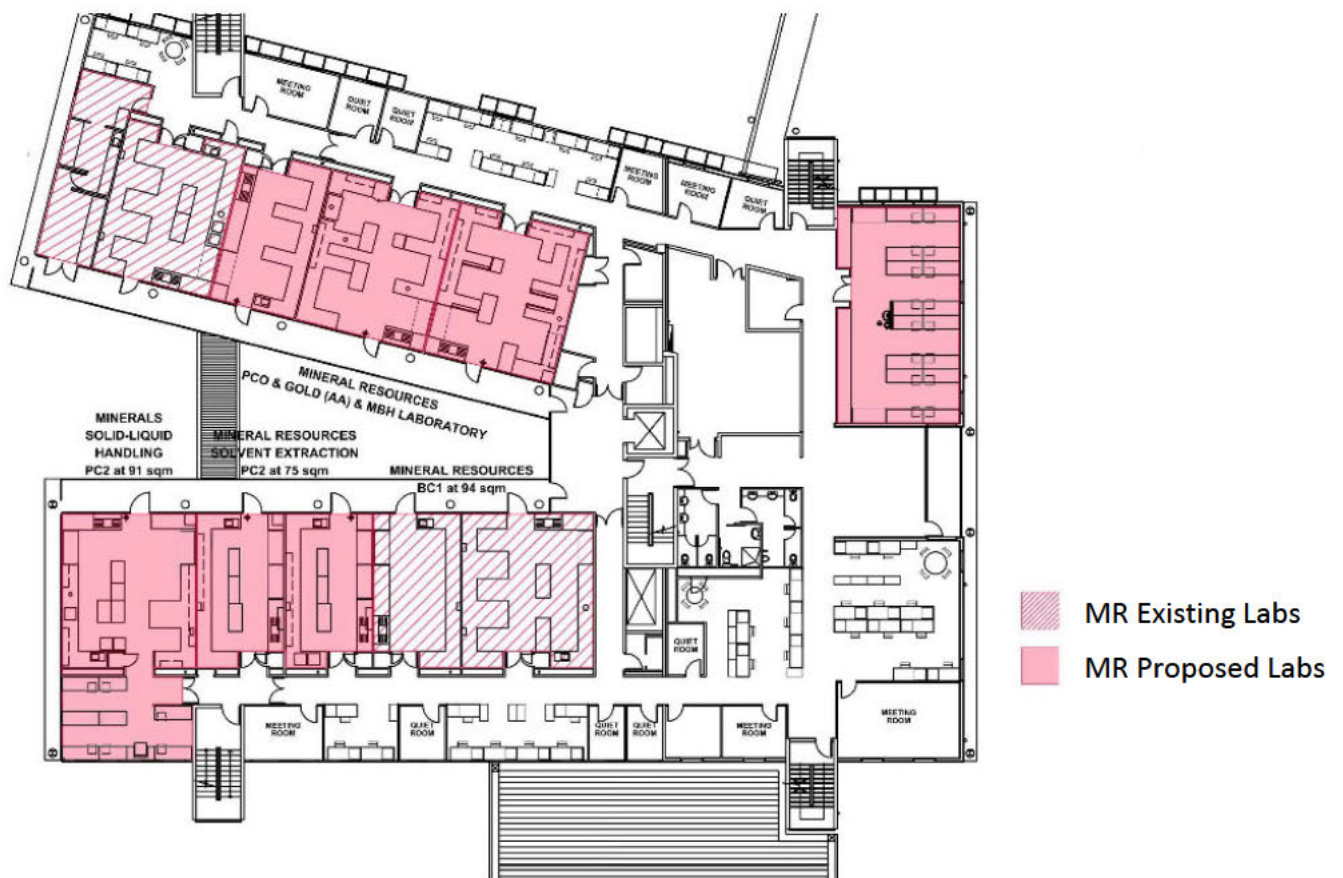 MEETING
ROOM
QUIET
ROOM
QUIET
ROOM
MEETING
ROOM
MEETING
ROOM
QUIET
ROOM
MINERAL RESOURCES
PCO & GOLD (AA) & MBH LABORATORY
MINERALS
SOLID-LIQUID
HANDLING
PC2 at 91 sqm
MINERAL RESOURCES
SOLVENT EXTRACTION
PC2 at 75 sqm
MINERAL RESOURCES
BC1 at 94 sqm
QUIET
ROOM
MEETING
ROOM
QUIET
ROOM
QUIET
ROOM
QUIET
ROOM
MEETING
ROOM
MEETING
ROOM
MR Existing Labs
MR Proposed Labs